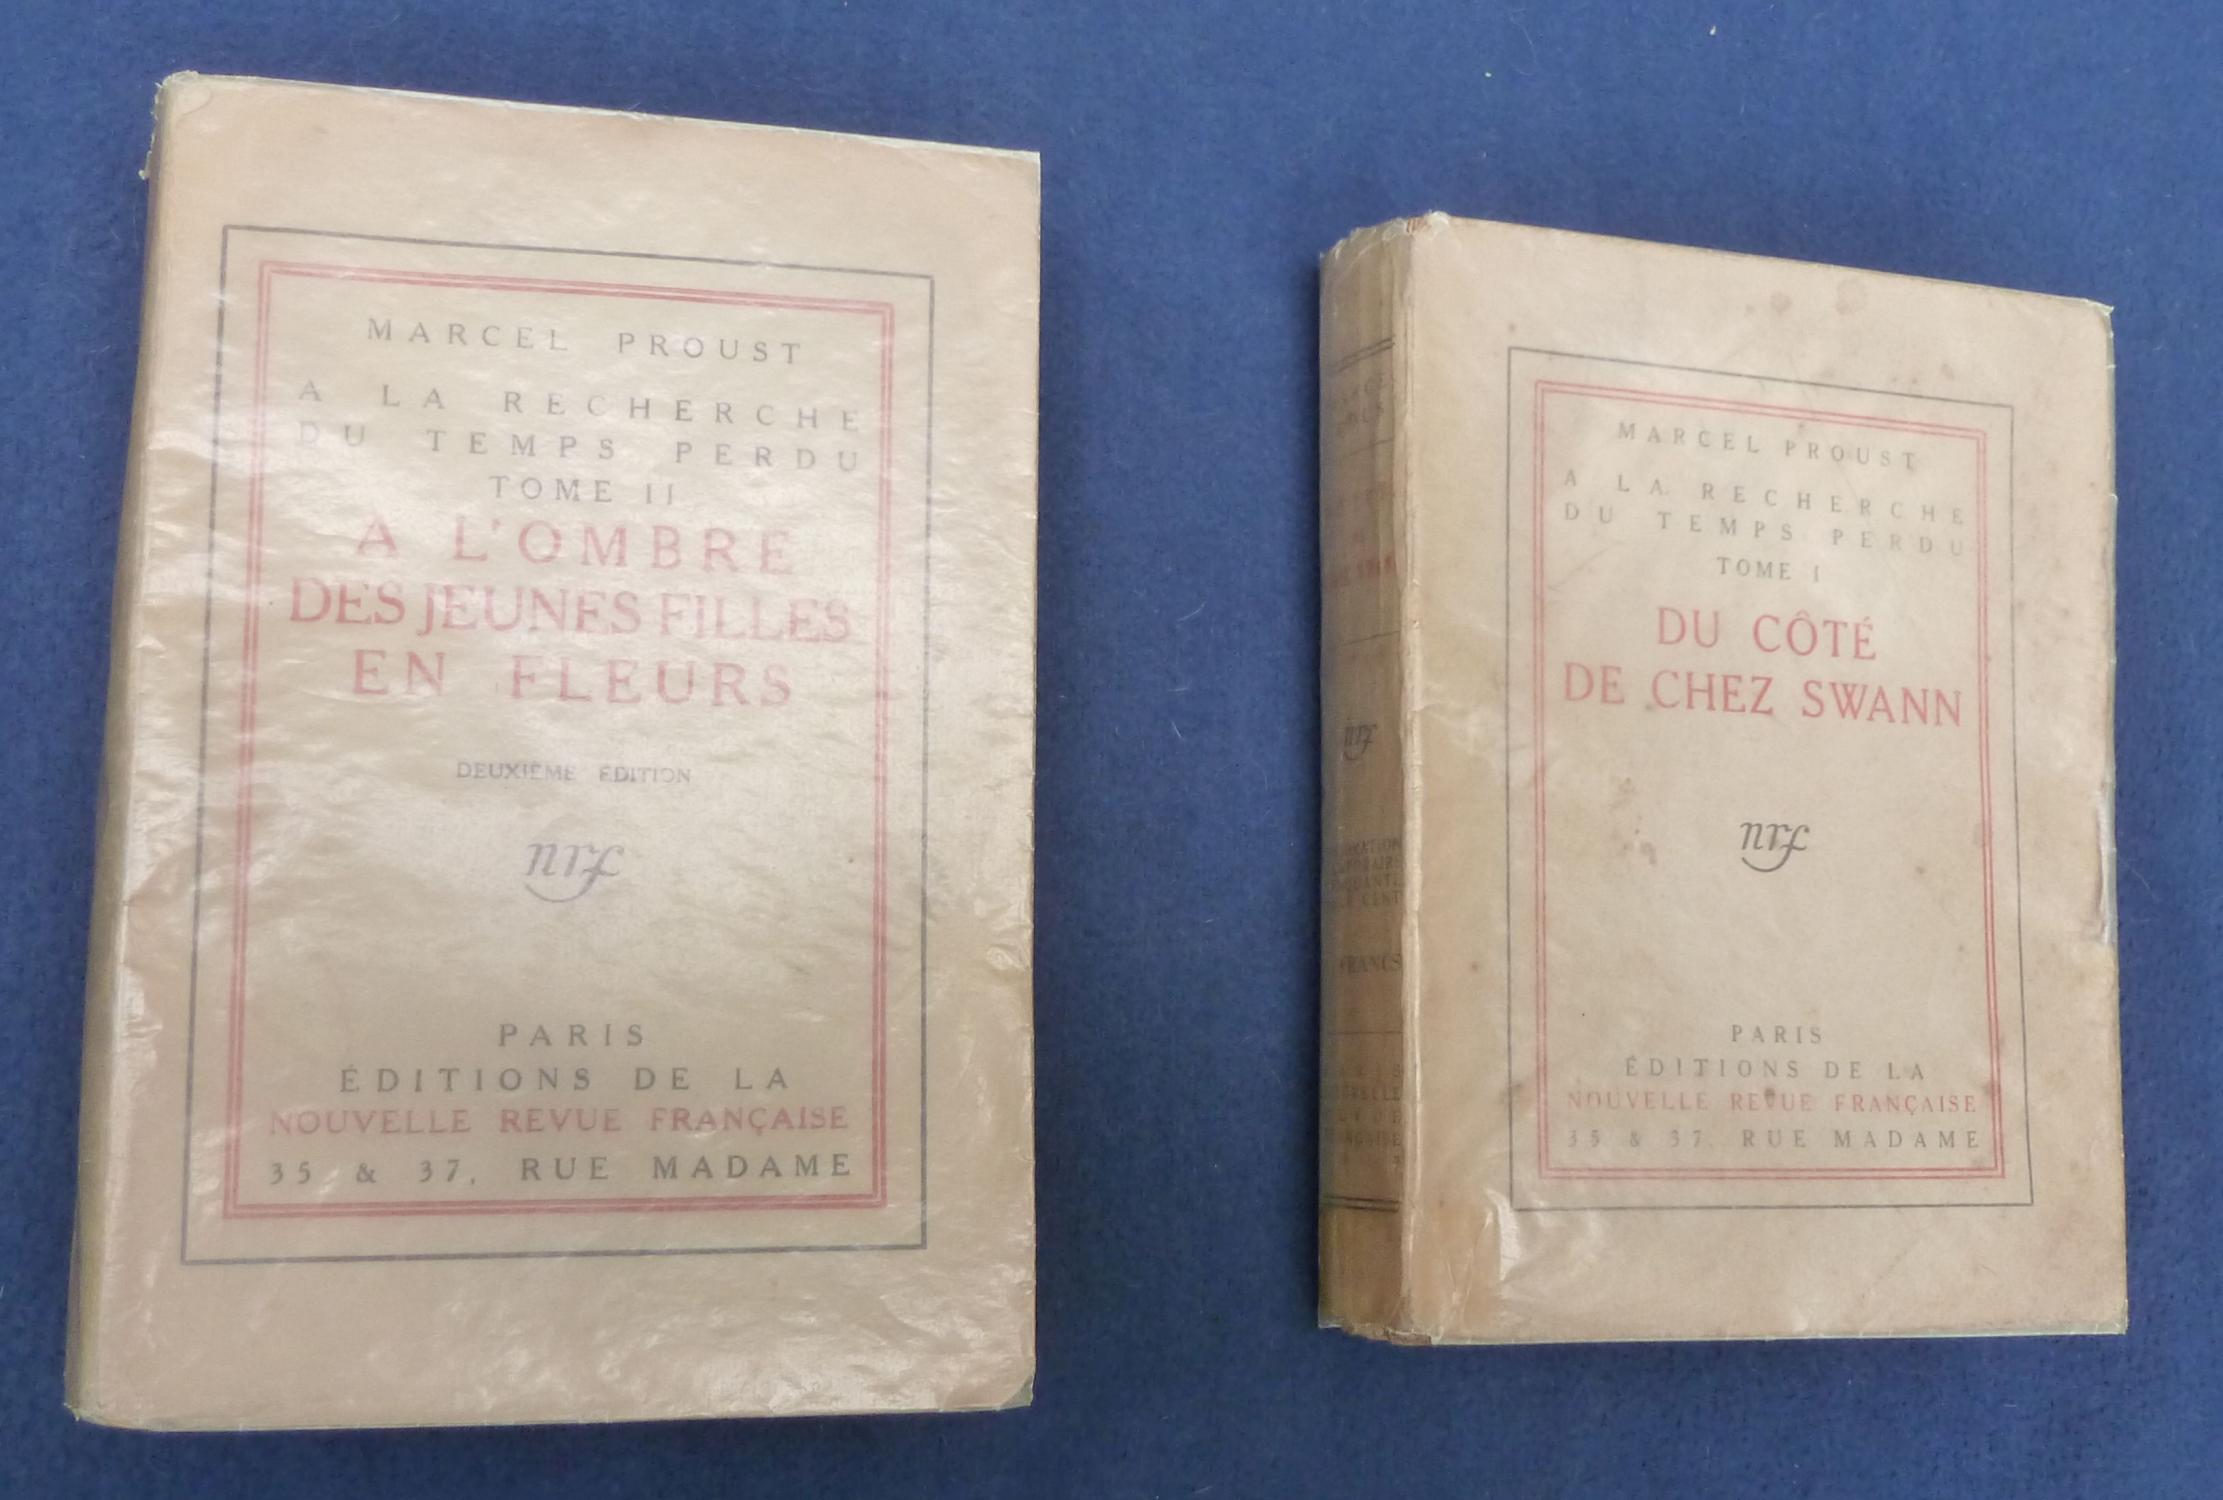 MARCEL PROUST
A LA RECHERCHE
DU TEMPS PERDU
TOME II
A L'OMBRE
DES JEUNES FILLES
EN FLEURS
DEUXIÈME ÉDITION
nrf
PARIS
ÉDITIONS DE LA
NOUVELLE REVUE FRANÇAISE
35 & 37, RUE MADAME
nrf
FRANCS
MARCEL PROUST
A LA RECHERCHE
DU TEMPS PERDU
TOME I
DU CÔTÉ
DE CHEZ SWANN
nrf
PARIS
ÉDITIONS DE LA
NOUVELLE REVUE FRANÇAISE
35 & 37, RUE MADAME